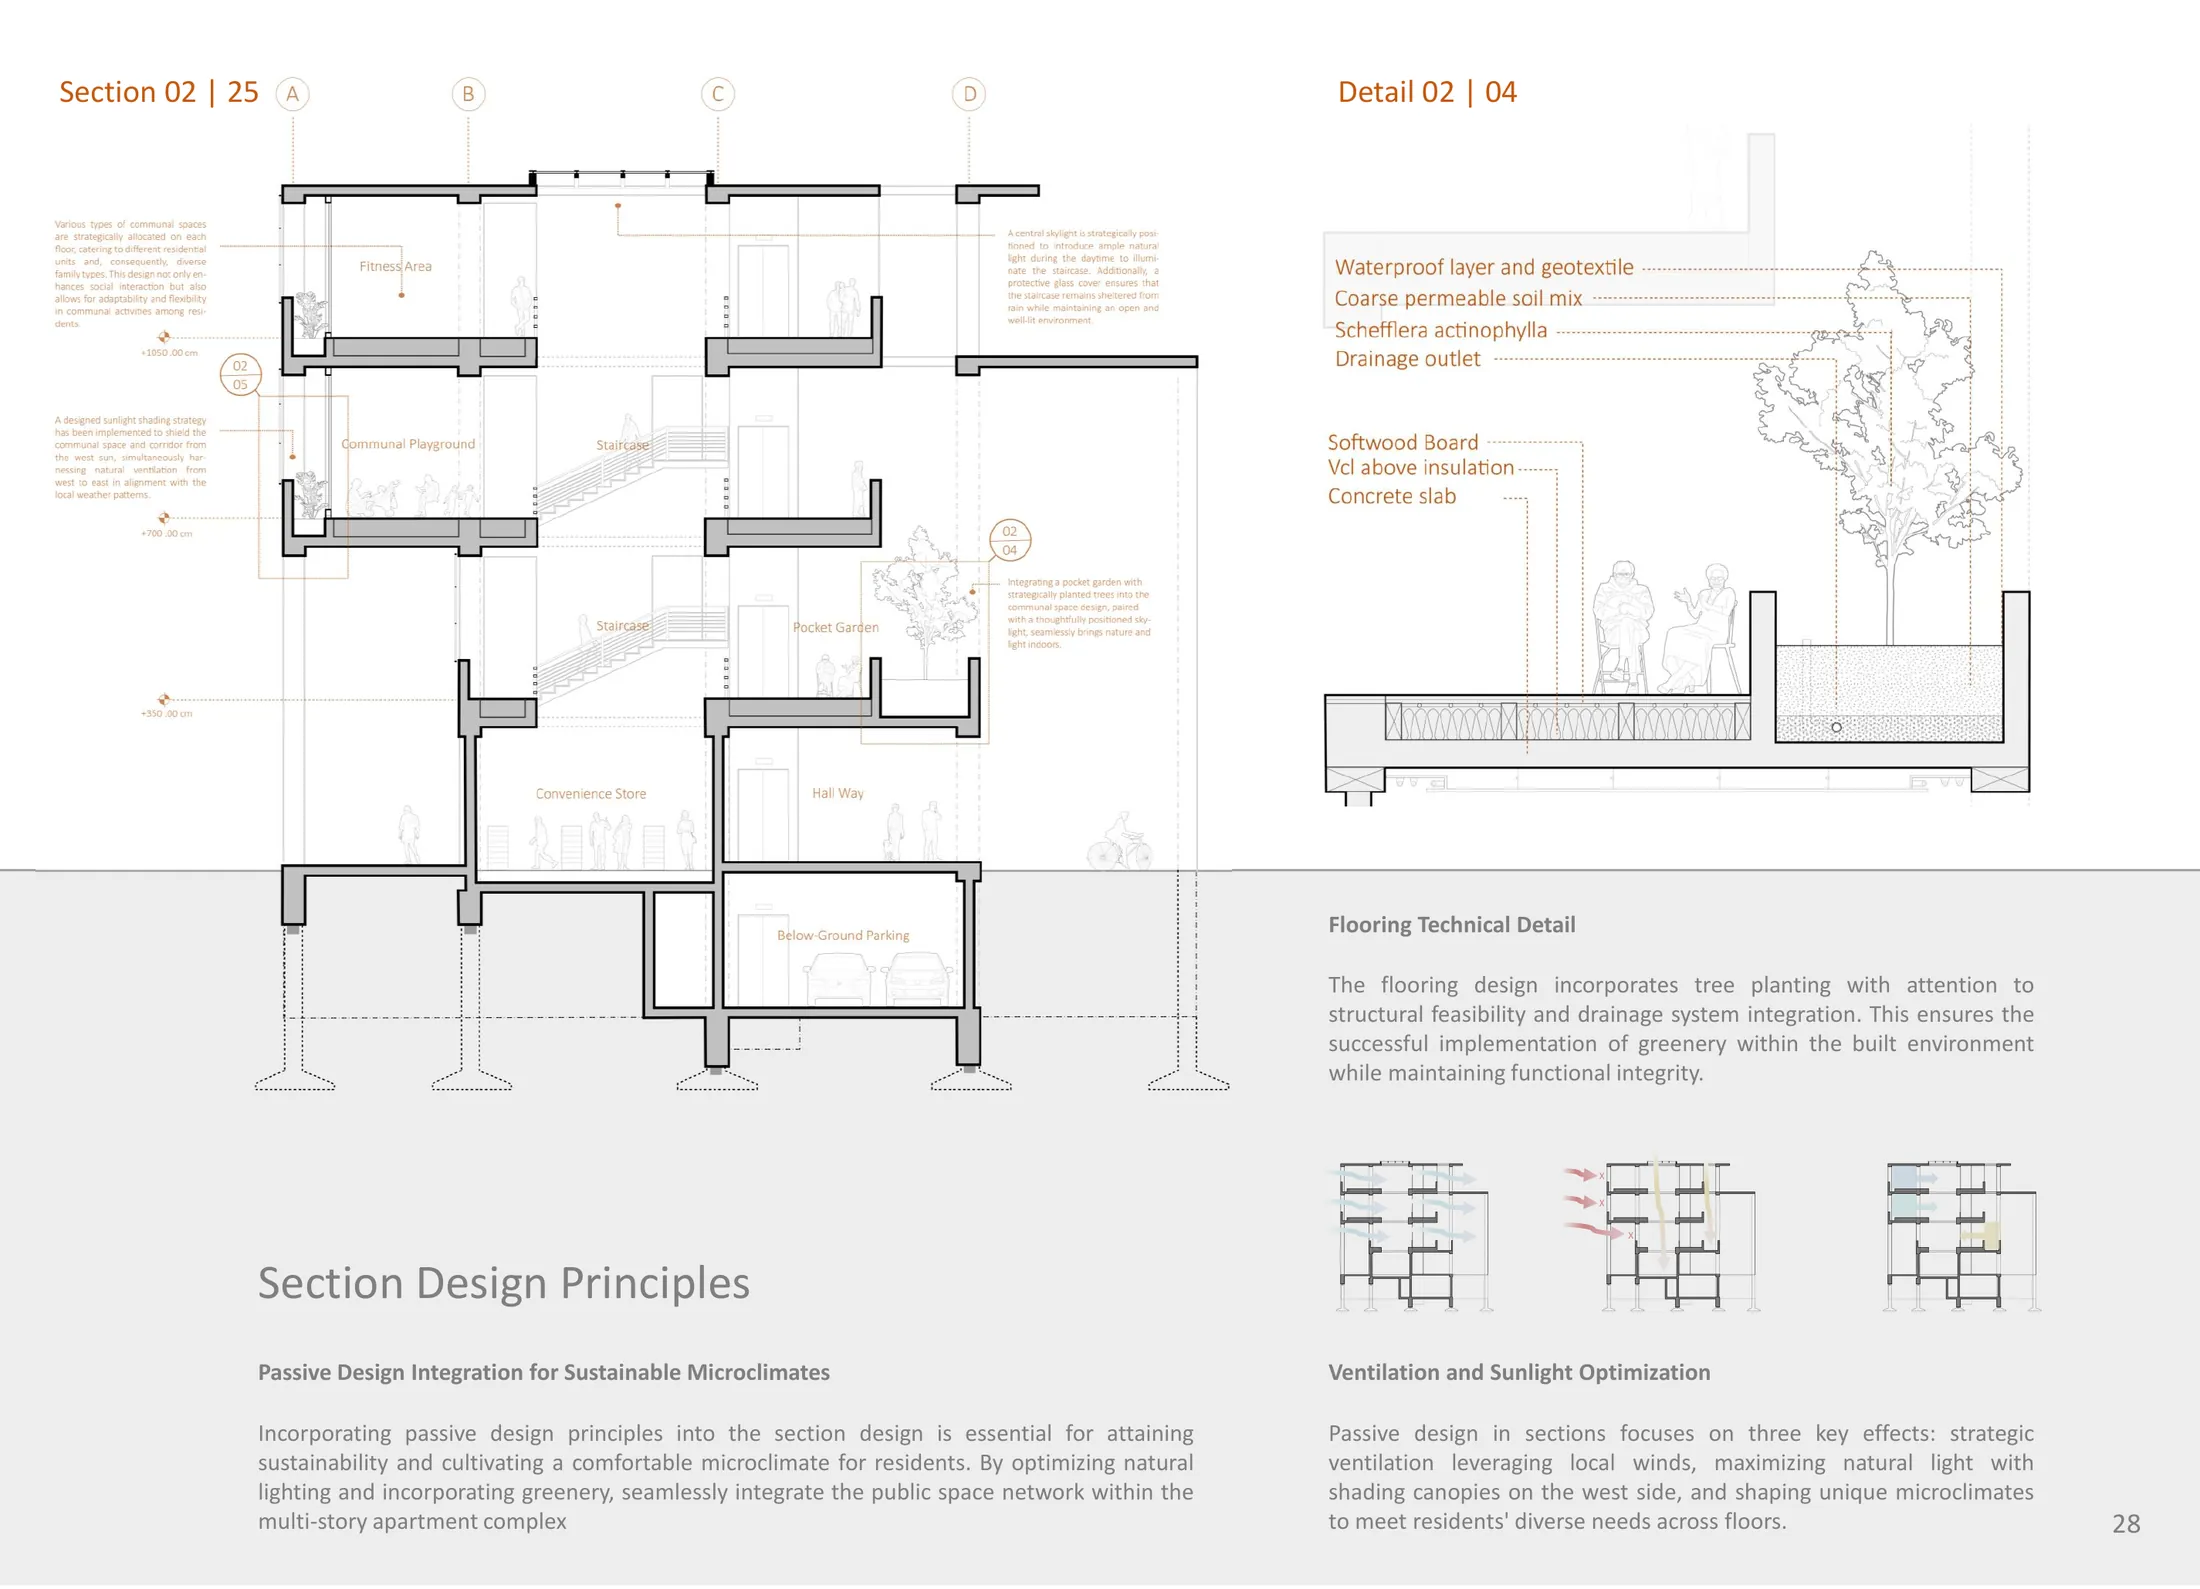 Section 02 | 25
A
B
C
D
Various types of communal spaces
are strategically allocated on each
floor, catering to different residential
units and, consequently, diverse
family types. This design not only en-
hances social interaction but also
allows for adaptability and flexibility
in communal activities among resi-
dents.
+1050 .00 cm
02
05
A designed sunlight shading strategy
has been implemented to shield the
communal space and corridor from
the west sun, simultaneously har-
nessing natural ventilation from
west to east in alignment with the
local weather patterns.
+700 .00 cm
+350 .00 cm
Fitness Area
Communal Playground
Staircase
Staircase
Pocket Garden
Convenience Store
Hall Way
Below-Ground Parking
A central skylight is strategically posi-
tioned to introduce ample natural
light during the daytime to illumi-
nate the staircase. Additionally, a
protective glass cover ensures that
the staircase remains sheltered from
rain while maintaining an open and
well-lit environment.
02
04
Integrating a pocket garden with
strategically planted trees into the
communal space design, paired
with a thoughtfully positioned sky-
light, seamlessly brings nature and
light indoors.
Detail 02 | 04
Waterproof layer and geotextile
Coarse permeable soil mix
Schefflera actinophylla
Drainage outlet
Softwood Board
Vcl above insulation
Concrete slab
Flooring Technical Detail
The flooring design incorporates tree planting with attention to
structural feasibility and drainage system integration. This ensures the
successful implementation of greenery within the built environment
while maintaining functional integrity.
x
x
x
Section Design Principles
Passive Design Integration for Sustainable Microclimates
Incorporating passive design principles into the section design is essential for attaining
sustainability and cultivating a comfortable microclimate for residents. By optimizing natural
lighting and incorporating greenery, seamlessly integrate the public space network within the
multi-story apartment complex
Ventilation and Sunlight Optimization
Passive design in sections focuses on three key effects: strategic
ventilation leveraging local winds, maximizing natural light with
shading canopies on the west side, and shaping unique microclimates
to meet residents' diverse needs across floors.
28